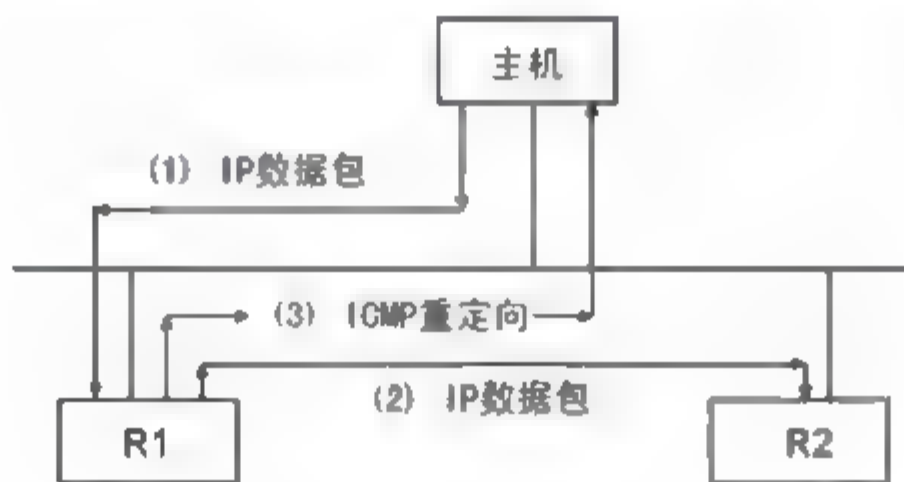 主机
(1) IP数据包
(3) ICMP重定向
(2) IP数据包
R1
R2